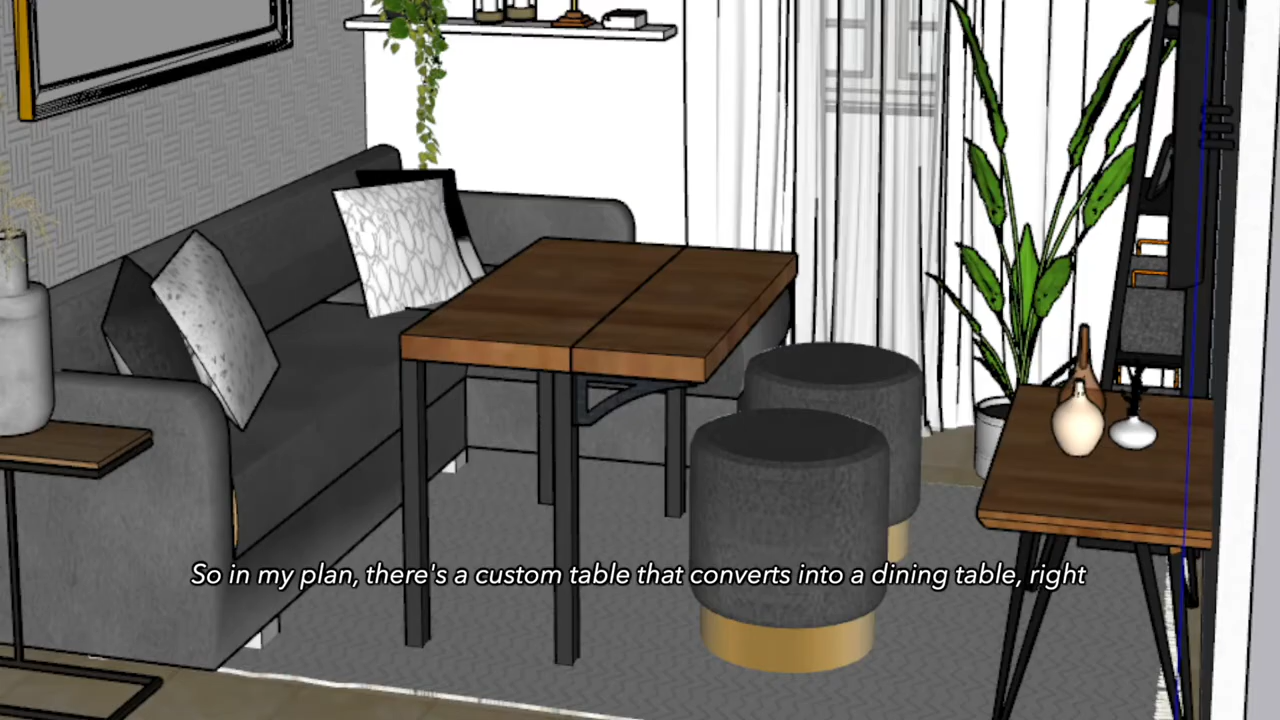 So in my plan, there's a custom table that converts into a dining table, right